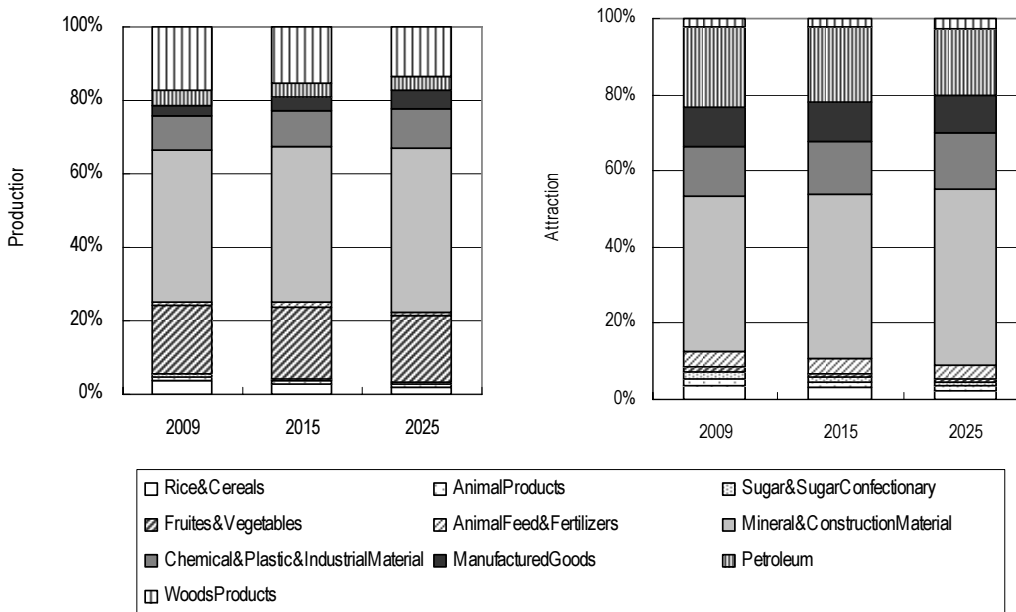 100%
80%
60%
40%
20%
0%
Productior
2009 2015 2025
100%
80%
60%
40%
20%
0%
Attraction
2009 2015 2025
Rice&Cereals AnimalProducts Sugar&SugarConfectionary
Fruites&Vegetables AnimalFeed&Fertilizers Mineral&ConstructionMaterial
Chemical&Plastic&IndustrialMaterial ManufacturedGoods Petroleum
WoodsProducts